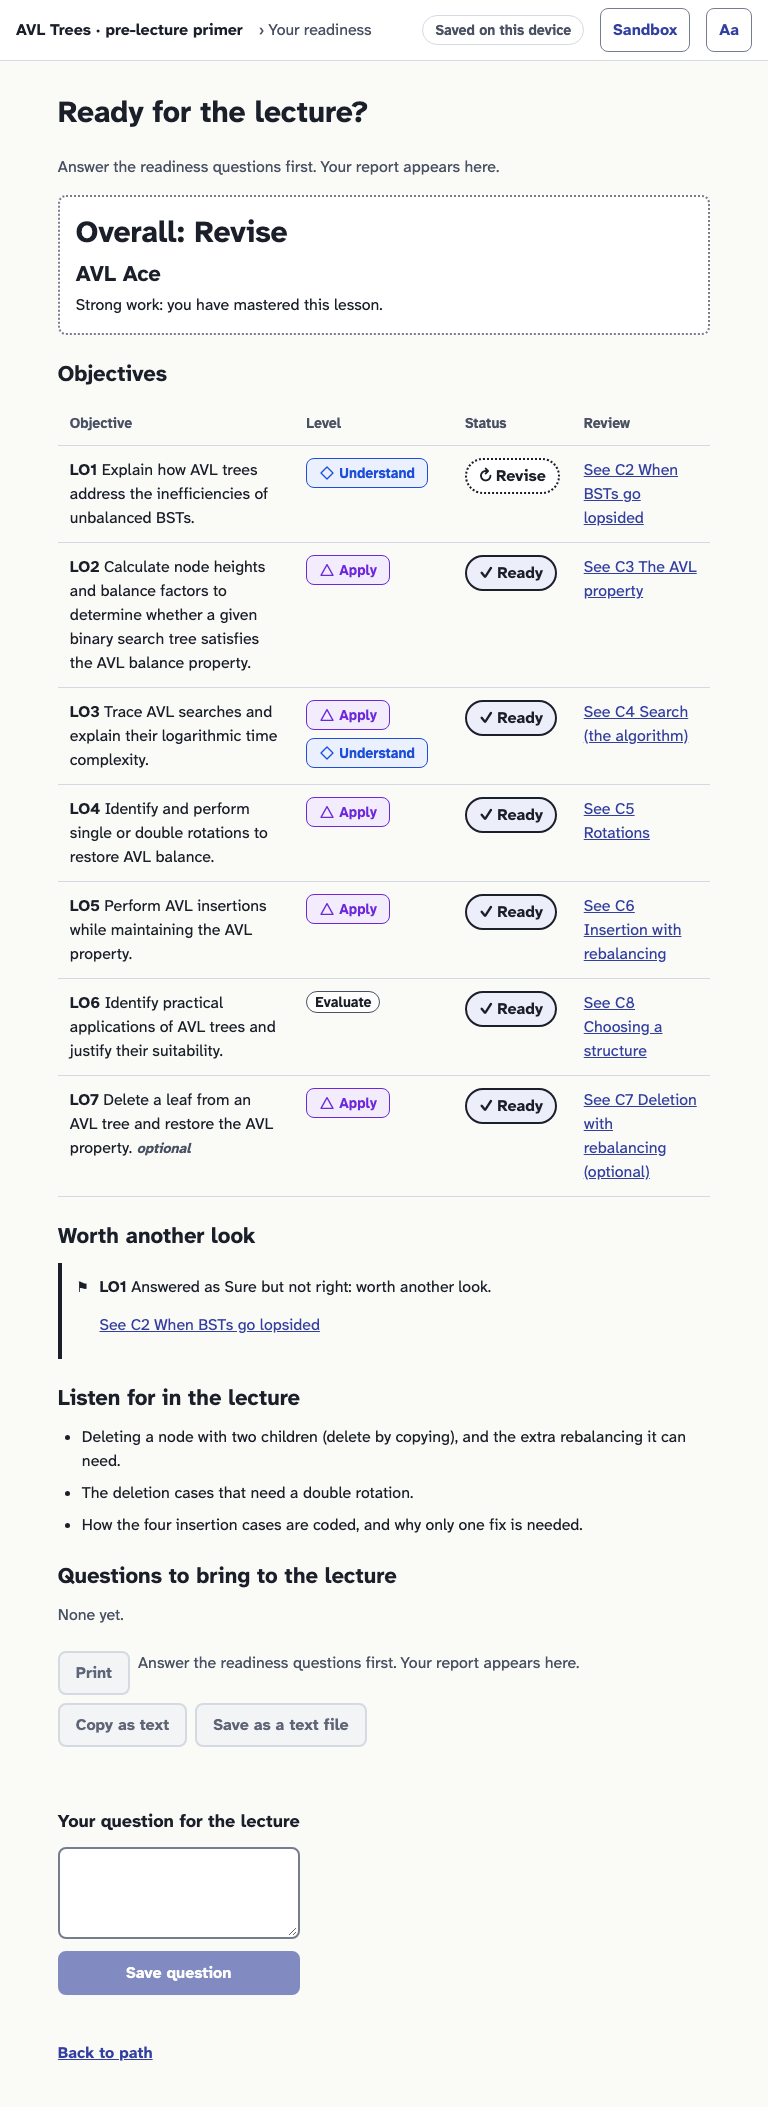 AVL Trees · pre-lecture primer › Your readiness Saved on this device Sandbox Aa
Ready for the lecture?
Answer the readiness questions first. Your report appears here.
Overall: Revise
AVL Ace
Strong work: you have mastered this lesson.
Objectives
Objective Level Status Review
LO1 Explain how AVL trees
address the inefficiencies of
unbalanced BSTs.
◇ Understand
↻ Revise
See C2 When
BSTs go
lopsided
LO2 Calculate node heights
and balance factors to
determine whether a given
binary search tree satisfies
the AVL balance property.
△ Apply
✓ Ready
See C3 The AVL
property
LO3 Trace AVL searches and
explain their logarithmic time
complexity.
△ Apply
◇ Understand
✓ Ready
See C4 Search
(the algorithm)
LO4 Identify and perform
single or double rotations to
restore AVL balance.
△ Apply
✓ Ready
See C5
Rotations
LO5 Perform AVL insertions
while maintaining the AVL
property.
△ Apply
✓ Ready
See C6
Insertion with
rebalancing
LO6 Identify practical
applications of AVL trees and
justify their suitability.
Evaluate
✓ Ready
See C8
Choosing a
structure
LO7 Delete a leaf from an
AVL tree and restore the AVL
property. optional
△ Apply
✓ Ready
See C7 Deletion
with
rebalancing
(optional)
Worth another look
⚑ LO1 Answered as Sure but not right: worth another look.
See C2 When BSTs go lopsided
Listen for in the lecture
• Deleting a node with two children (delete by copying), and the extra rebalancing it can
need.
• The deletion cases that need a double rotation.
• How the four insertion cases are coded, and why only one fix is needed.
Questions to bring to the lecture
None yet.
Print Answer the readiness questions first. Your report appears here.
Copy as text Save as a text file
Your question for the lecture
Save question
Back to path